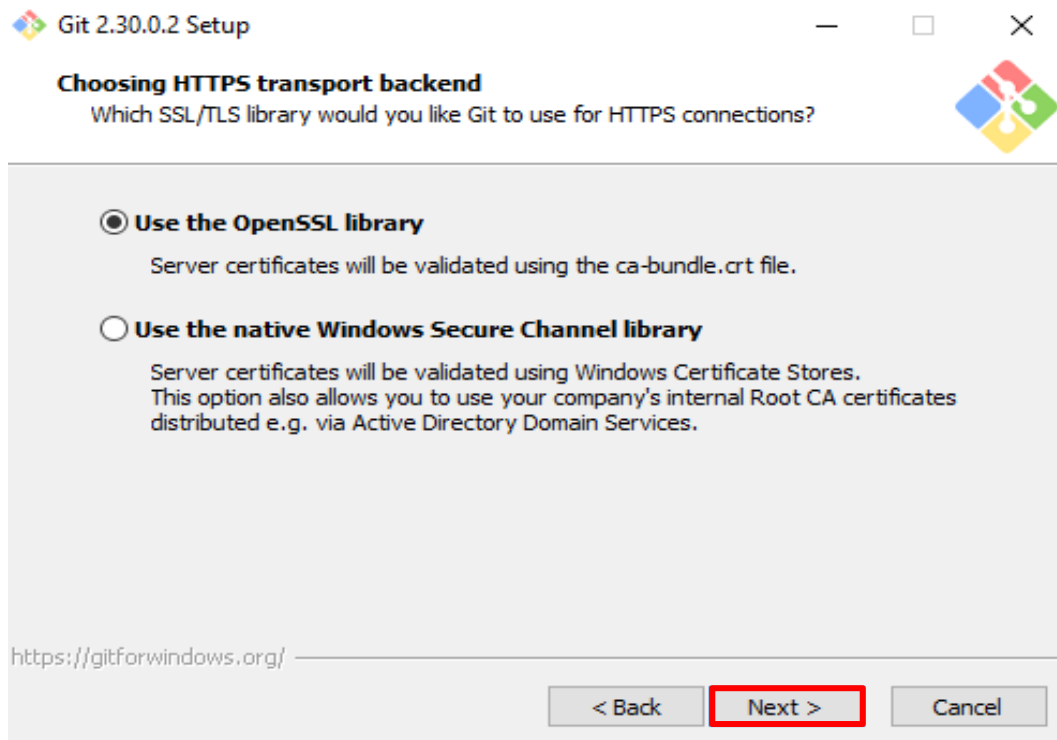 Git 2.30.0.2 Setup
Choosing HTTPS transport backend
Which SSL/TLS library would you like Git to use for HTTPS connections?
Use the OpenSSL library
Server certificates will be validated using the ca-bundle.crt file.
Use the native Windows Secure Channel library
Server certificates will be validated using Windows Certificate Stores.
This option also allows you to use your company's internal Root CA certificates
distributed e.g. via Active Directory Domain Services.
https://gitforwindows.org/
< Back Next > Cancel